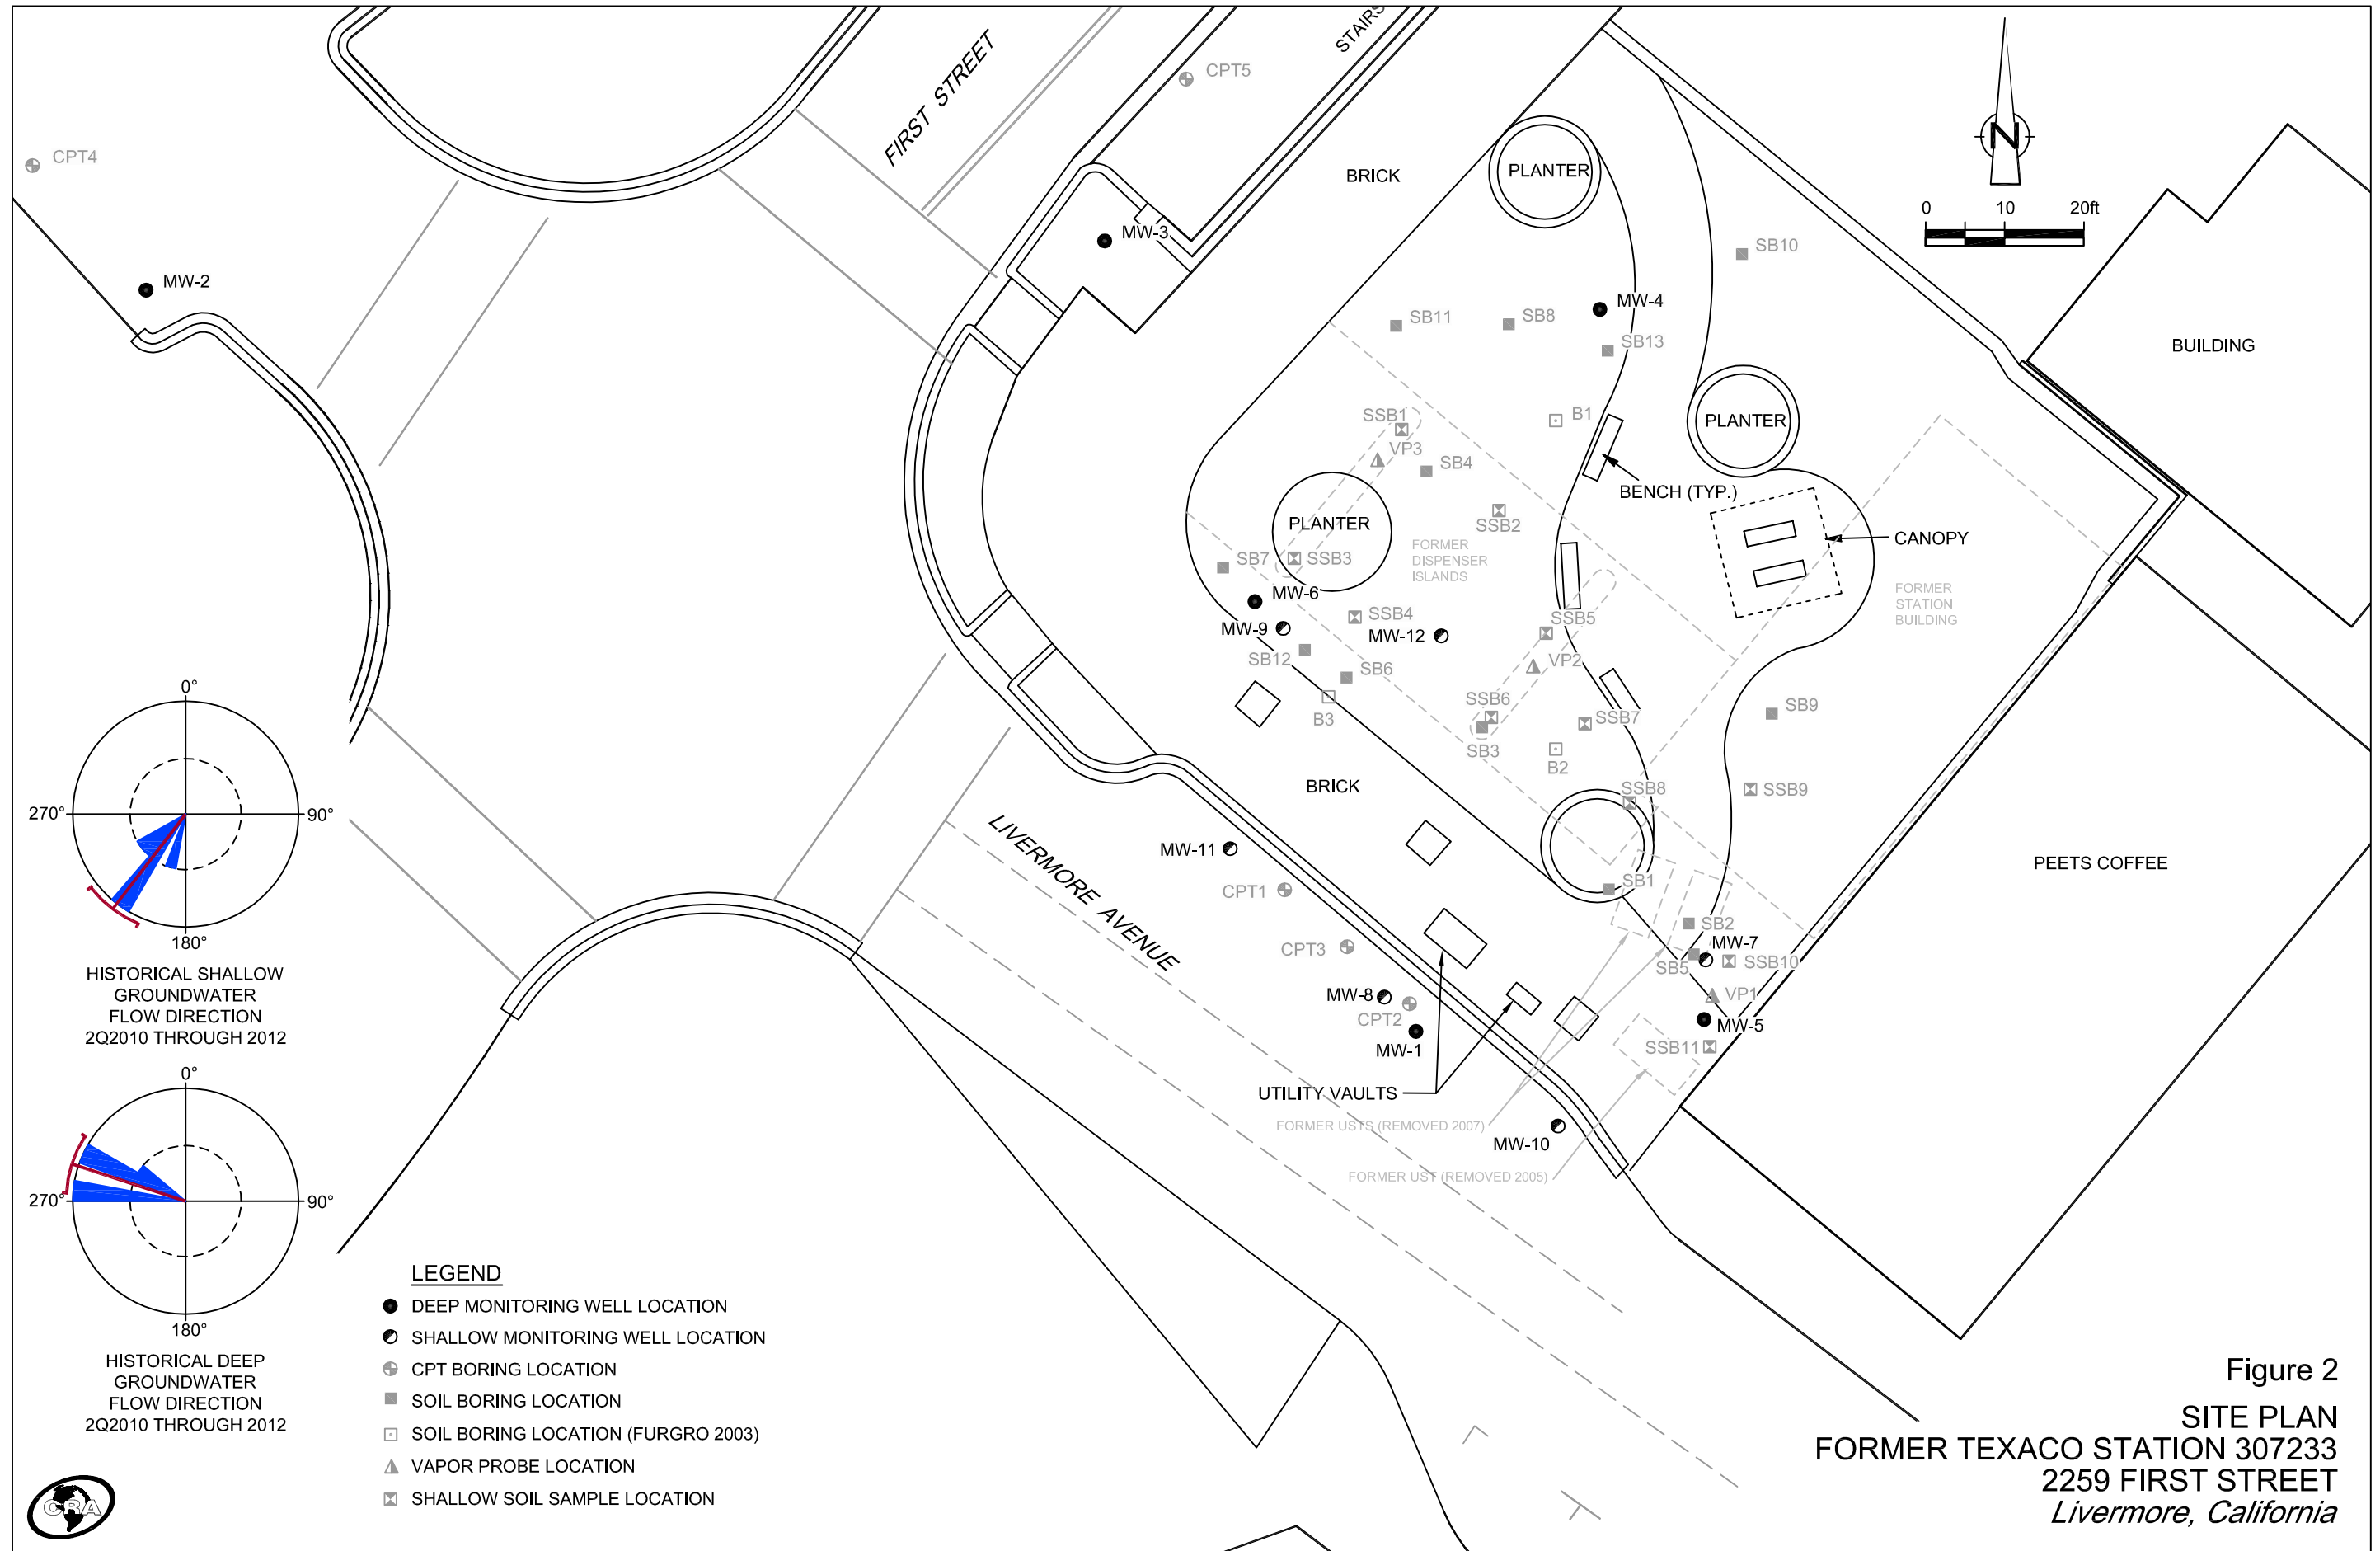 STAIRS
FIRST STREET
CPT5
CPT4
N
0 10 20ft
PLANTER
BRICK
MW-3
MW-2
SB10
MW-4
SB11
SB8
SB13
BUILDING
SSB1
B1
VP3
SB4
PLANTER
BENCH (TYP.)
SSB2
PLANTER
FORMER
DISPENSER
ISLANDS
CANOPY
SB7
SSB3
MW-6
FORMER
STATION
BUILDING
SSB4
SSB5
MW-9
MW-12
SB12
SB6
VP2
B3
SSB6
SSB7
SB9
SB3
B2
BRICK
SSB8
SSB9
LIVERMORE AVENUE
MW-11
CPT1
SB1
PEETS COFFEE
SB2
CPT3
MW-7
SB5
SSB10
MW-8
VP1
CPT2
MW-5
MW-1
SSB11
UTILITY VAULTS
FORMER USTS (REMOVED 2007)
MW-10
FORMER UST (REMOVED 2005)
0°
270°
90°
180°
HISTORICAL SHALLOW
GROUNDWATER
FLOW DIRECTION
2Q2010 THROUGH 2012
0°
270°
90°
180°
HISTORICAL DEEP
GROUNDWATER
FLOW DIRECTION
2Q2010 THROUGH 2012
LEGEND
DEEP MONITORING WELL LOCATION
SHALLOW MONITORING WELL LOCATION
CPT BORING LOCATION
SOIL BORING LOCATION
SOIL BORING LOCATION (FURGRO 2003)
VAPOR PROBE LOCATION
SHALLOW SOIL SAMPLE LOCATION
CRA
Figure 2
SITE PLAN
FORMER TEXACO STATION 307233
2259 FIRST STREET
Livermore, California